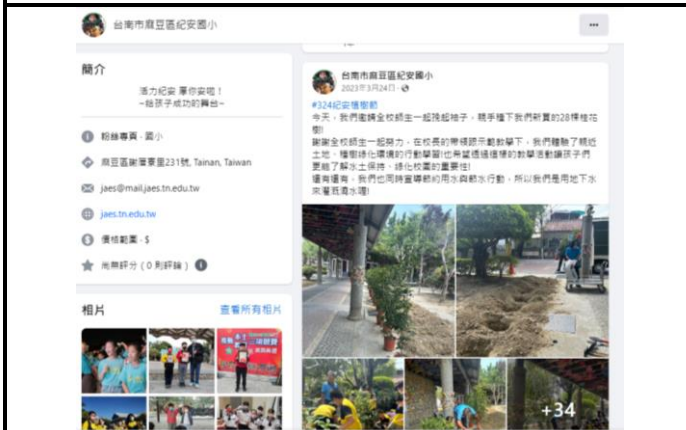 台南市麻豆區紀安國小
簡介
活力紀安 厚你安啦！
~給孩子成功的舞台~
粉絲專頁 · 國小
麻豆區謝厝寮里231號, Tainan, Taiwan
jaes@mail.jaes.tn.edu.tw
jaes.tn.edu.tw
價格範圍 · $
尚無評分（0 則評論）
相片
查看所有相片
台南市麻豆區紀安國小
2023年3月24日
#324紀安植樹節
今天，我們邀請全校師生一起挽起袖子，親手種下我們新買的28棵桂花
樹!
謝謝全校師生一起努力，在校長的帶領跟示範教學下，我們體驗了親近
土地、種樹綠化環境的行動學習!也希望透過這樣的教學活動讓孩子們
更能了解水土保持、綠化校園的重要性!
還有還有，我們也同時宣導節約用水與節水行動，所以我們是用地下水
來灌溉澆水喔!
+34